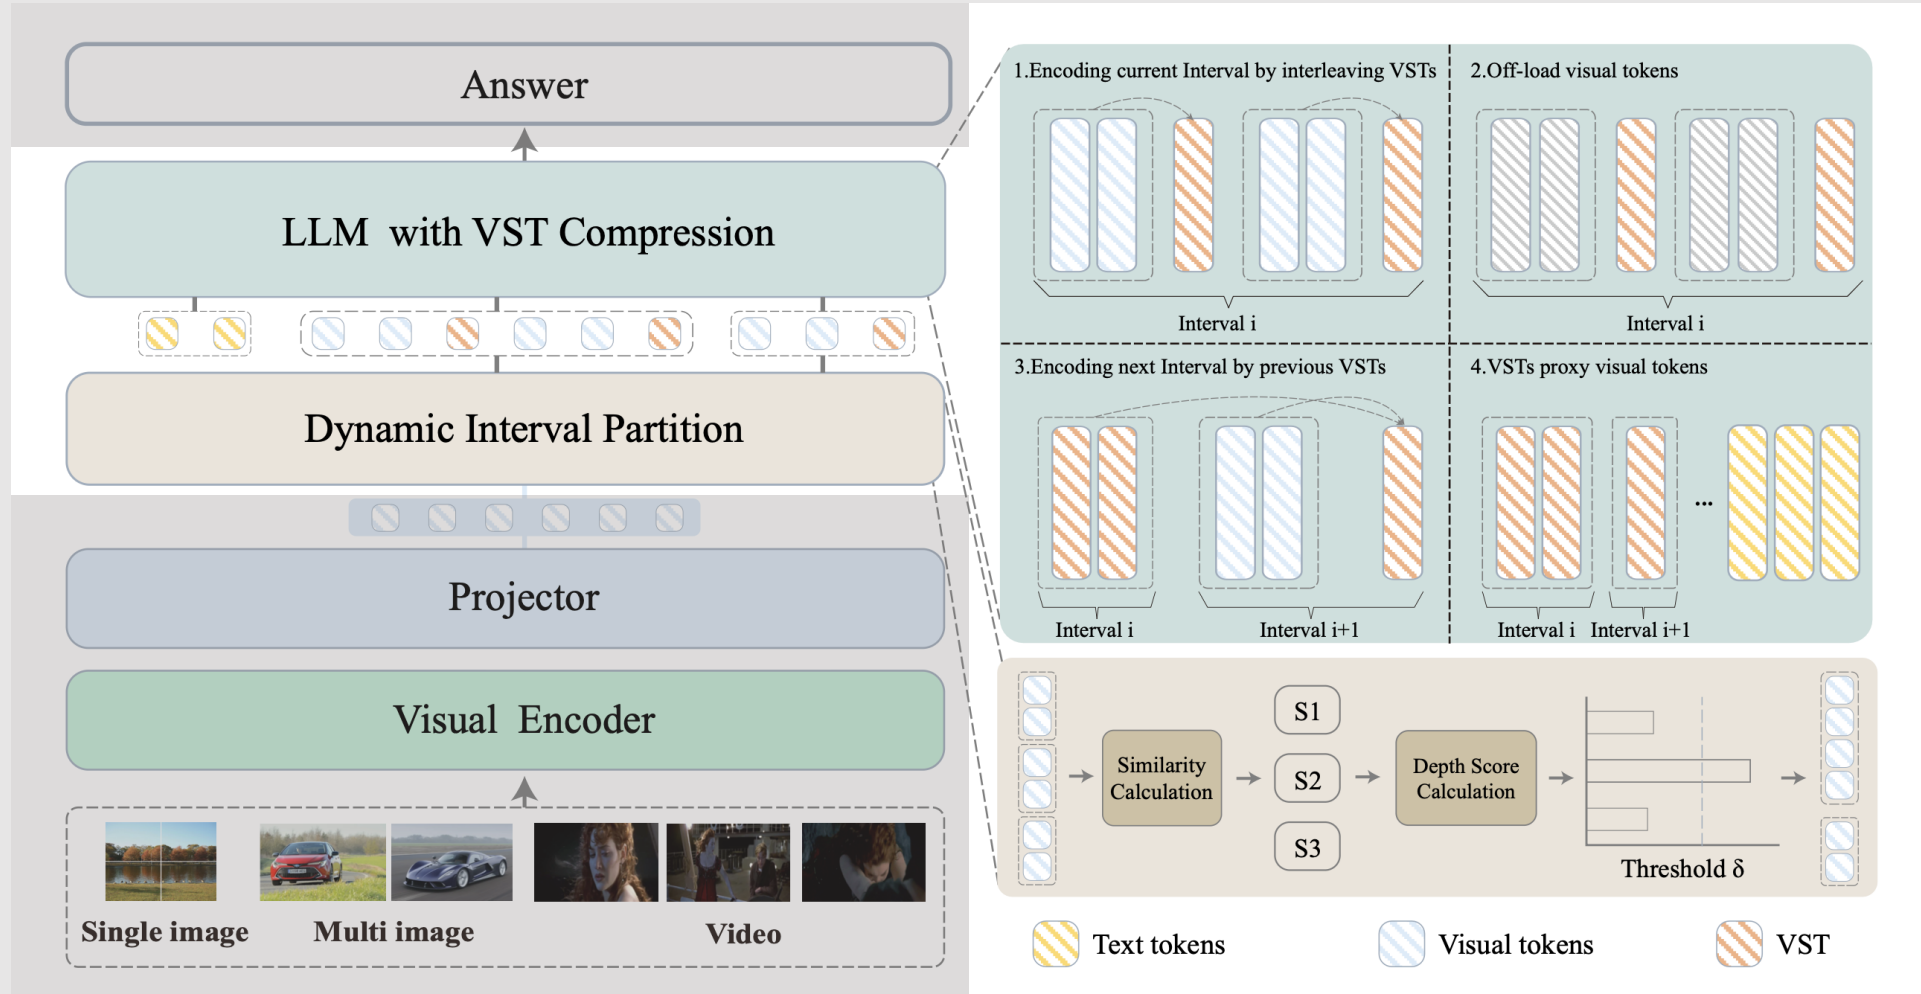 Answer
LLM with VST Compression
Dynamic Interval Partition
Projector
Visual Encoder
Single image
Multi image
Video
1.Encoding current Interval by interleaving VSTs
Interval i
2.Off-load visual tokens
Interval i
3.Encoding next Interval by previous VSTs
Interval i
Interval i+1
4.VSTs proxy visual tokens
...
Interval i
Interval i+1
Similarity
Calculation
S1
S2
S3
Depth Score
Calculation
Threshold δ
Text tokens
Visual tokens
VST